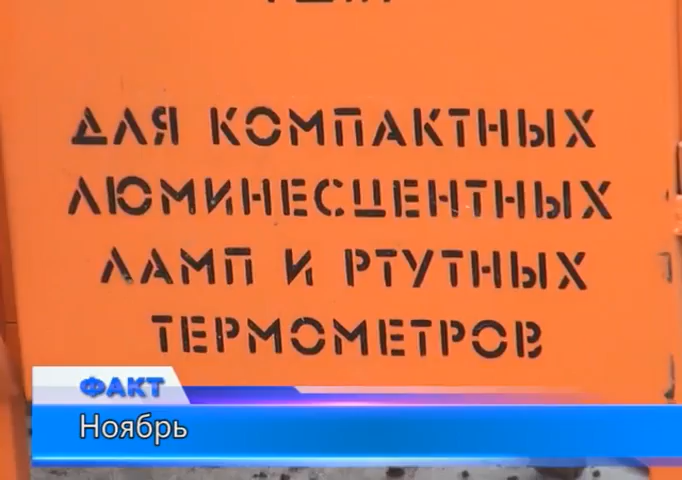 ДЛЯ КОМПАКТНЫХ
ЛЮМИНЕСЦЕНТНЫХ
ЛАМП И РТУТНЫХ
ТЕРМОМЕТРОВ
ФАКТ
Ноябрь